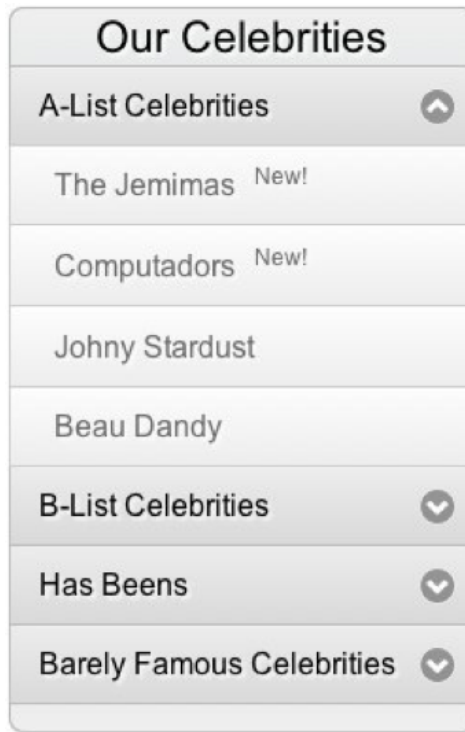 Our Celebrities
A-List Celebrities
The Jemimas New!
Computadors New!
Johny Stardust
Beau Dandy
B-List Celebrities
Has Beens
Barely Famous Celebrities